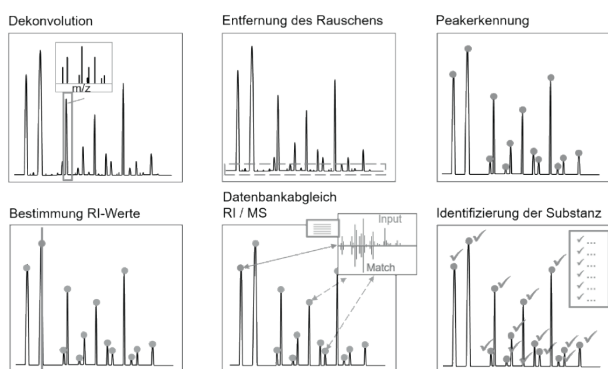 Dekonvolution
m/z
Entfernung des Rauschens
Peakerkennung
Bestimmung RI-Werte
Datenbankabgleich
RI / MS
Input
Match
Identifizierung der Substanz
✓ ...
✓ ...
✓ ...
✓ ...
✓ ...
✓ ...